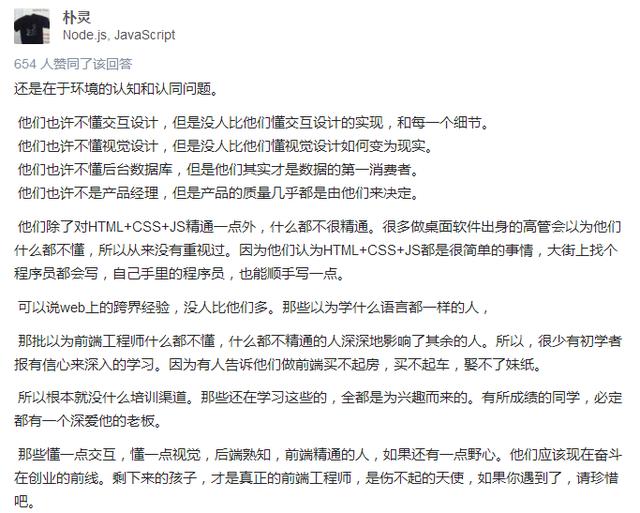 朴灵
Node.js, JavaScript
654 人赞同了该回答
还是在于环境的认知和认同问题。
他们也许不懂交互设计，但是没人比他们懂交互设计的实现，和每一个细节。
他们也许不懂视觉设计，但是没人比他们懂视觉设计如何变为现实。
他们也许不懂后台数据库，但是他们其实才是数据的第一消费者。
他们也许不是产品经理，但是产品的质量几乎都是由他们来决定。
他们除了对HTML+CSS+JS精通一点外，什么都不很精通。很多做桌面软件出身的高管会以为他们
什么都不懂，所以从来没有重视过。因为他们认为HTML+CSS+JS都是很简单的事情，大街上找个
程序员都会写，自己手里的程序员，也能顺手写一点。
可以说web上的跨界经验，没人比他们多。那些以为学什么语言都一样的人，
那批以为前端工程师什么都不懂，什么都不精通的人深深地影响了其余的人。所以，很少有初学者
报有信心来深入的学习。因为有人告诉他们做前端买不起房，买不起车，娶不了妹纸。
所以根本就没什么培训渠道。那些还在学习这些的，全都是为兴趣而来的。有所成绩的同学，必定
都有一个深爱他的老板。
那些懂一点交互，懂一点视觉，后端熟知，前端精通的人，如果还有一点野心。他们应该现在奋斗
在创业的前线。剩下来的孩子，才是真正的前端工程师，是伤不起的天使，如果你遇到了，请珍惜
吧。